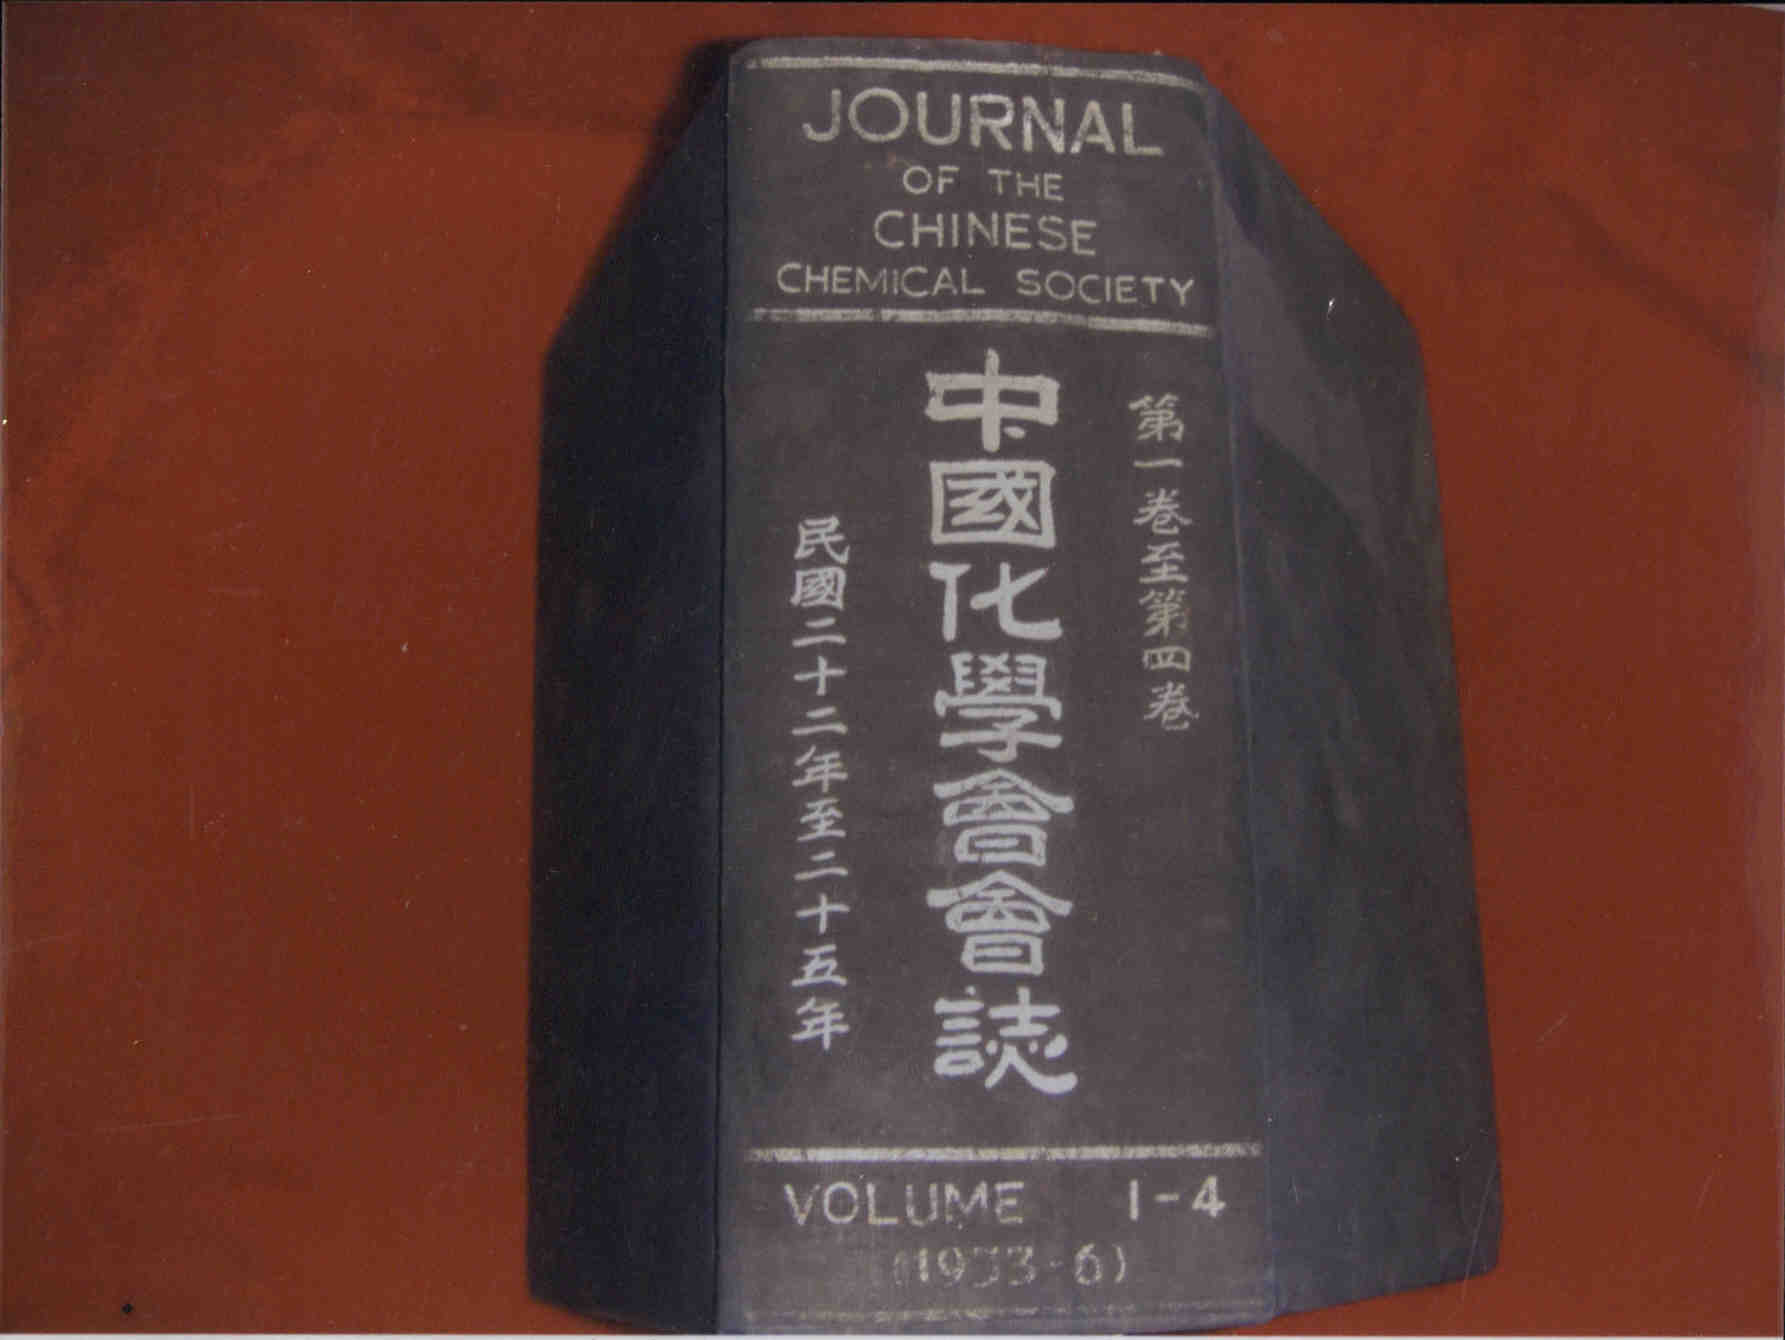 JOURNAL
OF THE
CHINESE
CHEMICAL SOCIETY
第一卷至第四卷
中國化學會會誌
民國二十二年至二十五年
VOLUME 1-4
(1933-6)